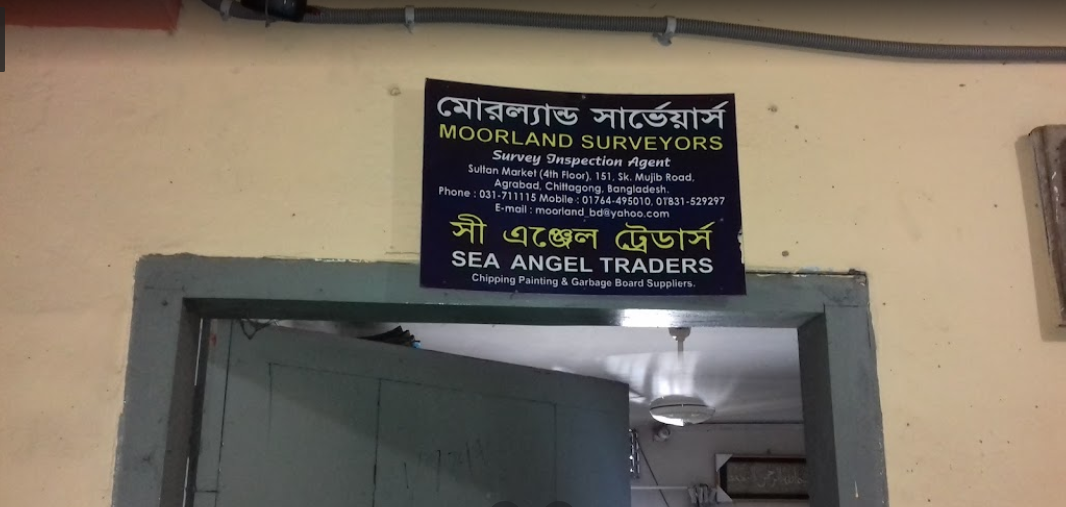 মোরল্যান্ড সার্ভেয়ার্স
MOORLAND SURVEYORS
Survey Inspection Agent
Sultan Market (4th Floor), 151, Sk. Mujib Road,
Agrabad, Chittagong, Bangladesh.
Phone : 031-711115 Mobile : 01764-495010, 01831-529297
E-mail : moorland_bd@yahoo.com
সী এঞ্জেল ট্রেডার্স
SEA ANGEL TRADERS
Chipping Painting & Garbage Board Suppliers.